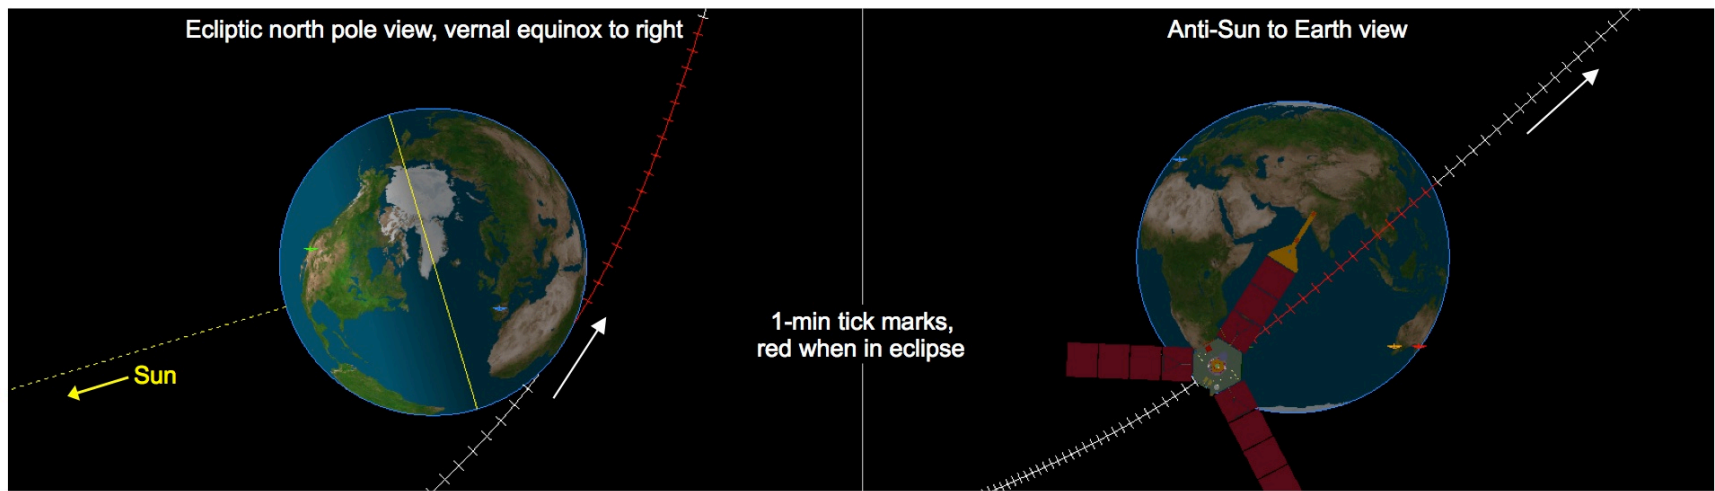 Ecliptic north pole view, vernal equinox to right
Anti-Sun to Earth view
1-min tick marks,
red when in eclipse
Sun